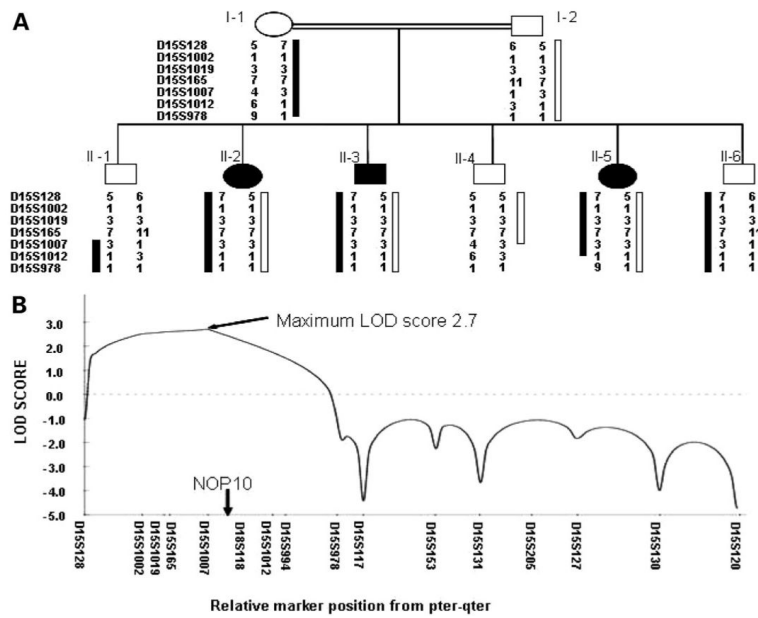 A
I-1 I-2
D15S128 5 7 6 5
D15S1002 1 1 1 1
D15S1019 3 3 3 3
D15S165 7 7 11 7
D15S1007 4 3 1 3
D15S1012 6 1 3 1
D15S978 9 1 1 1
II-1 II-2 II-3 II-4 II-5 II-6
D15S128 5 6 7 5 7 5 5 5 7 5 7 6
D15S1002 1 1 1 1 1 1 1 1 1 1 1 1
D15S1019 3 3 3 3 3 3 3 3 3 3 3 3
D15S165 7 11 7 7 7 7 7 7 7 7 7 11
D15S1007 3 1 3 3 3 3 4 3 3 3 3 1
D15S1012 1 3 1 1 1 1 6 3 1 1 1 3
D15S978 1 1 1 1 1 1 9 1 1 1
B
Maximum LOD score 2.7
LOD SCORE
3.0
2.0
1.0
0.0
-1.0
-2.0
-3.0
-4.0
-5.0
NOP10
D15S128 D15S1002 D15S1019 D15S165 D15S1007 D18S118 D15S1012 D15S994 D15S978 D15S117 D15S153 D15S131 D15S205 D15S127 D15S130 D15S120
Relative marker position from pter-qter